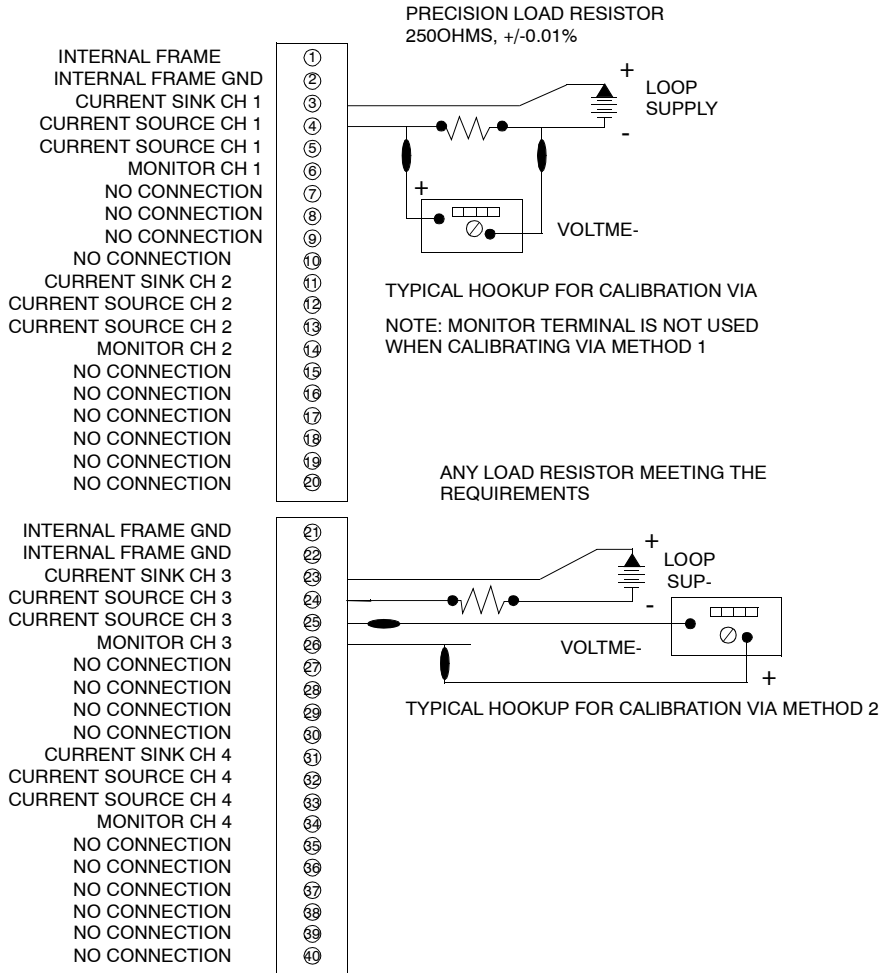 PRECISION LOAD RESISTOR
250OHMS, +/-0.01%
INTERNAL FRAME 1
INTERNAL FRAME GND 2
CURRENT SINK CH 1 3
CURRENT SOURCE CH 1 4
CURRENT SOURCE CH 1 5
MONITOR CH 1 6
NO CONNECTION 7
NO CONNECTION 8
NO CONNECTION 9
NO CONNECTION 10
CURRENT SINK CH 2 11
CURRENT SOURCE CH 2 12
CURRENT SOURCE CH 2 13
MONITOR CH 2 14
NO CONNECTION 15
NO CONNECTION 16
NO CONNECTION 17
NO CONNECTION 18
NO CONNECTION 19
NO CONNECTION 20
+
LOOP
SUPPLY
-
+
VOLTME-
TYPICAL HOOKUP FOR CALIBRATION VIA
NOTE: MONITOR TERMINAL IS NOT USED
WHEN CALIBRATING VIA METHOD 1
ANY LOAD RESISTOR MEETING THE
REQUIREMENTS
INTERNAL FRAME GND 21
INTERNAL FRAME GND 22
CURRENT SINK CH 3 23
CURRENT SOURCE CH 3 24
CURRENT SOURCE CH 3 25
MONITOR CH 3 26
NO CONNECTION 27
NO CONNECTION 28
NO CONNECTION 29
NO CONNECTION 30
CURRENT SINK CH 4 31
CURRENT SOURCE CH 4 32
CURRENT SOURCE CH 4 33
MONITOR CH 4 34
NO CONNECTION 35
NO CONNECTION 36
NO CONNECTION 37
NO CONNECTION 38
NO CONNECTION 39
NO CONNECTION 40
+
LOOP
SUP-
-
VOLTME-
+
TYPICAL HOOKUP FOR CALIBRATION VIA METHOD 2